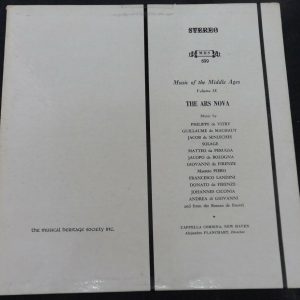 STEREO
MHS
899
Music of the Middle Ages
Volume IX
THE ARS NOVA
Music by
PHILIPPE de VITRY
GUILLAUME de MACHAUT
JACOB de SENLECHES
SOLAGE
MATTEO da PERUGIA
JACOPO da BOLOGNA
GIOVANNI da FIRENZE
Maestro PIERO
FRANCESCO LANDINI
DONATO da FIRENZE
JOHANNES CICONIA
ANDREA di GIOVANNI
and from the Roman de Fauvel
CAPPELLA CORDINA, NEW HAVEN
Alejandro PLANCHART, Director
the musical heritage society inc.